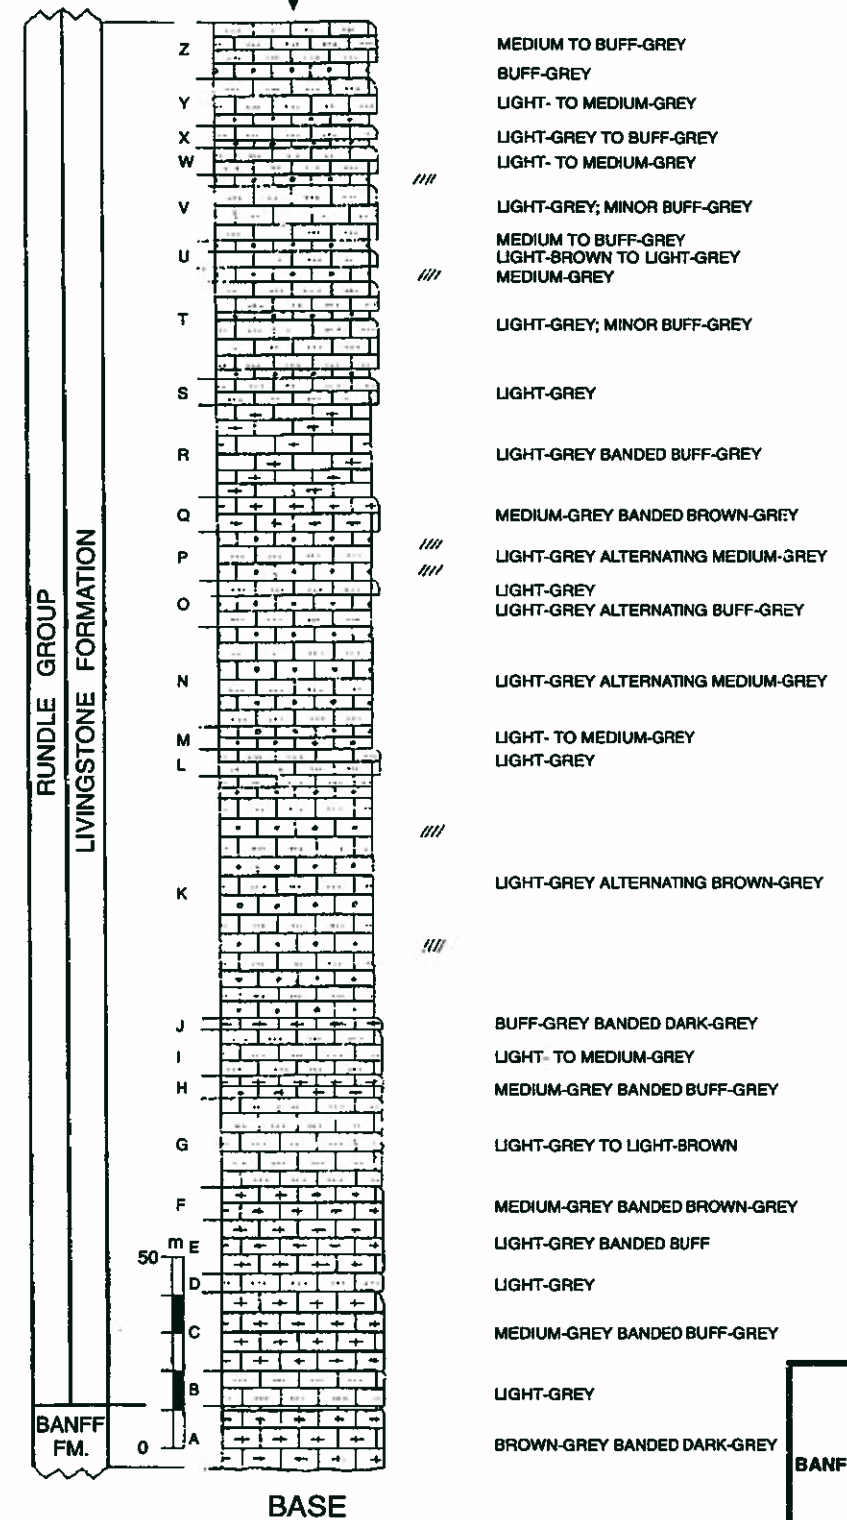 Z
MEDIUM TO BUFF-GREY
BUFF-GREY
Y
LIGHT- TO MEDIUM-GREY
X
LIGHT-GREY TO BUFF-GREY
W
LIGHT- TO MEDIUM-GREY
V
LIGHT-GREY; MINOR BUFF-GREY
MEDIUM TO BUFF-GREY
U
LIGHT-BROWN TO LIGHT-GREY
MEDIUM-GREY
T
LIGHT-GREY; MINOR BUFF-GREY
S
LIGHT-GREY
R
LIGHT-GREY BANDED BUFF-GREY
Q
MEDIUM-GREY BANDED BROWN-GREY
P
LIGHT-GREY ALTERNATING MEDIUM-GREY
LIGHT-GREY
O
LIGHT-GREY ALTERNATING BUFF-GREY
N
LIGHT-GREY ALTERNATING MEDIUM-GREY
M
LIGHT- TO MEDIUM-GREY
L
LIGHT-GREY
K
LIGHT-GREY ALTERNATING BROWN-GREY
J
BUFF-GREY BANDED DARK-GREY
I
LIGHT- TO MEDIUM-GREY
H
MEDIUM-GREY BANDED BUFF-GREY
G
LIGHT-GREY TO LIGHT-BROWN
F
MEDIUM-GREY BANDED BROWN-GREY
m
E
LIGHT-GREY BANDED BUFF
50
D
LIGHT-GREY
C
MEDIUM-GREY BANDED BUFF-GREY
B
LIGHT-GREY
A
BROWN-GREY BANDED DARK-GREY
0
RUNDLE GROUP
LIVINGSTONE FORMATION
BANFF
FM.
BASE
BANF